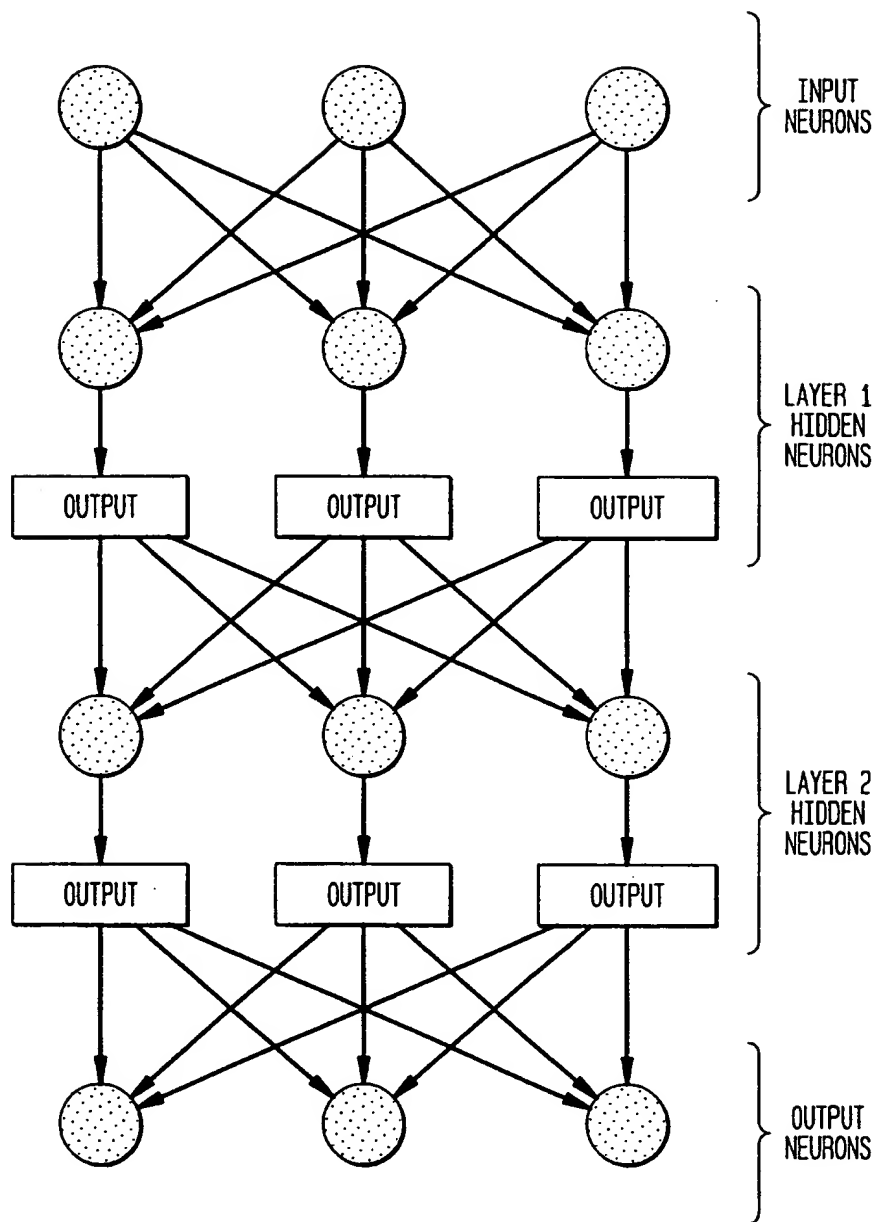 INPUT
NEURONS
LAYER 1
HIDDEN
NEURONS
OUTPUT OUTPUT OUTPUT
LAYER 2
HIDDEN
NEURONS
OUTPUT OUTPUT OUTPUT
OUTPUT
NEURONS